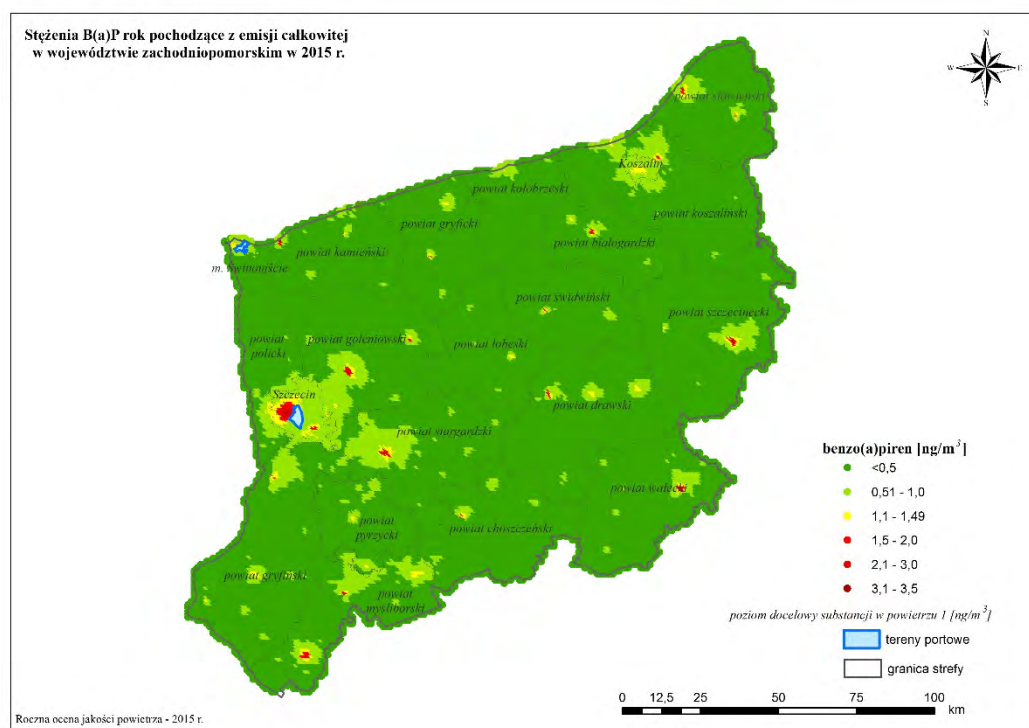 Stężenia B(a)P rok pochodzące z emisji całkowitej
w województwie zachodniopomorskim w 2015 r.
N
W
E
S
powiat sławieński
Koszalin
powiat kołobrzeski
powiat koszaliński
powiat gryficki
powiat białogardzki
powiat kamieński
m. Świnoujście
powiat świdwiński
powiat szczecinecki
powiat
policki
powiat goleniowski
powiat łobeski
Szczecin
powiat drawski
powiat stargardzki
powiat wałecki
powiat
pyrzycki
powiat choszczeński
powiat gryfiński
powiat
myśliborski
benzo(a)piren [ng/m³]
<0,5
0,51 - 1,0
1,1 - 1,49
1,5 - 2,0
2,1 - 3,0
3,1 - 3,5
poziom docelowy substancji w powietrzu 1 [ng/m³]
tereny portowe
granica strefy
0 12,5 25 50 75 100
km
Roczna ocena jakości powietrza - 2015 r.